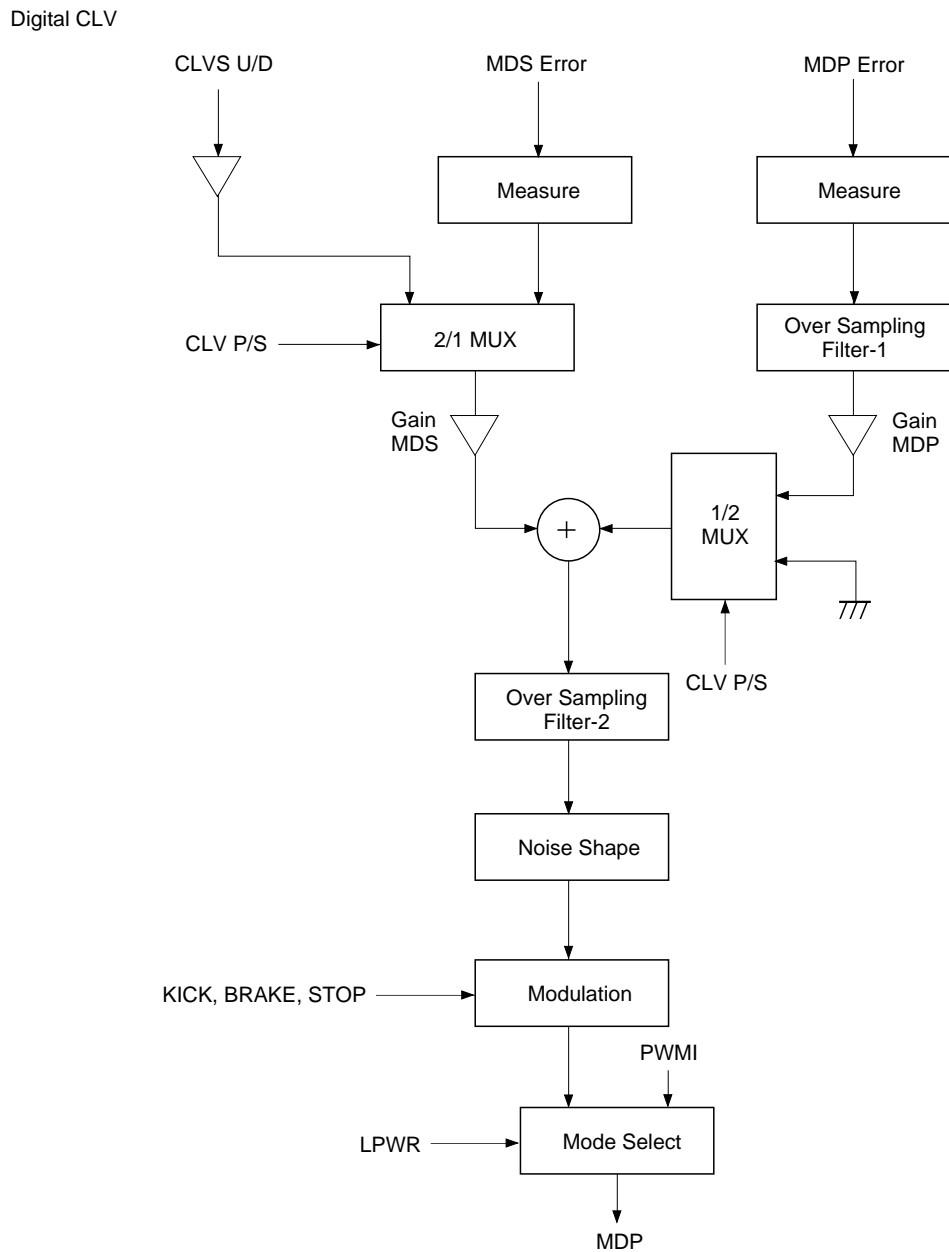 Digital CLV
CLVS U/D
MDS Error
MDP Error
Measure
Measure
CLV P/S
2/1 MUX
Over Sampling
Filter-1
Gain
MDS
Gain
MDP
+
1/2
MUX
CLV P/S
Over Sampling
Filter-2
Noise Shape
KICK, BRAKE, STOP
Modulation
PWMI
LPWR
Mode Select
MDP